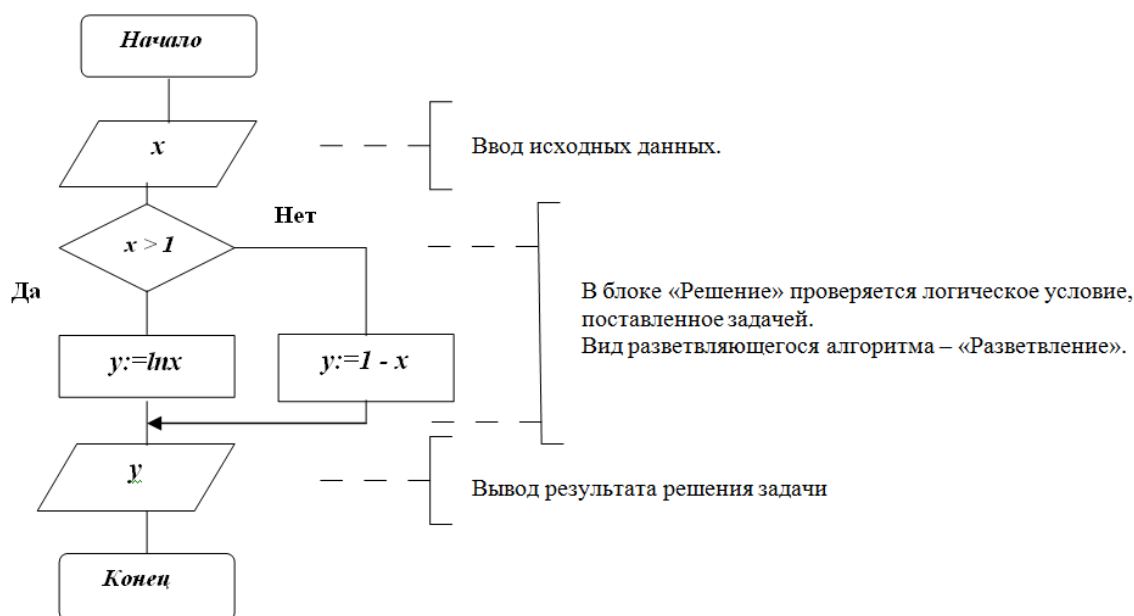 Начало
x
Ввод исходных данных.
Нет
x > 1
Да
В блоке «Решение» проверяется логическое условие,
поставленное задачей.
Вид разветвляющегося алгоритма – «Разветвление».
y:=lnx
y:=1 - x
y
Вывод результата решения задачи
Конец